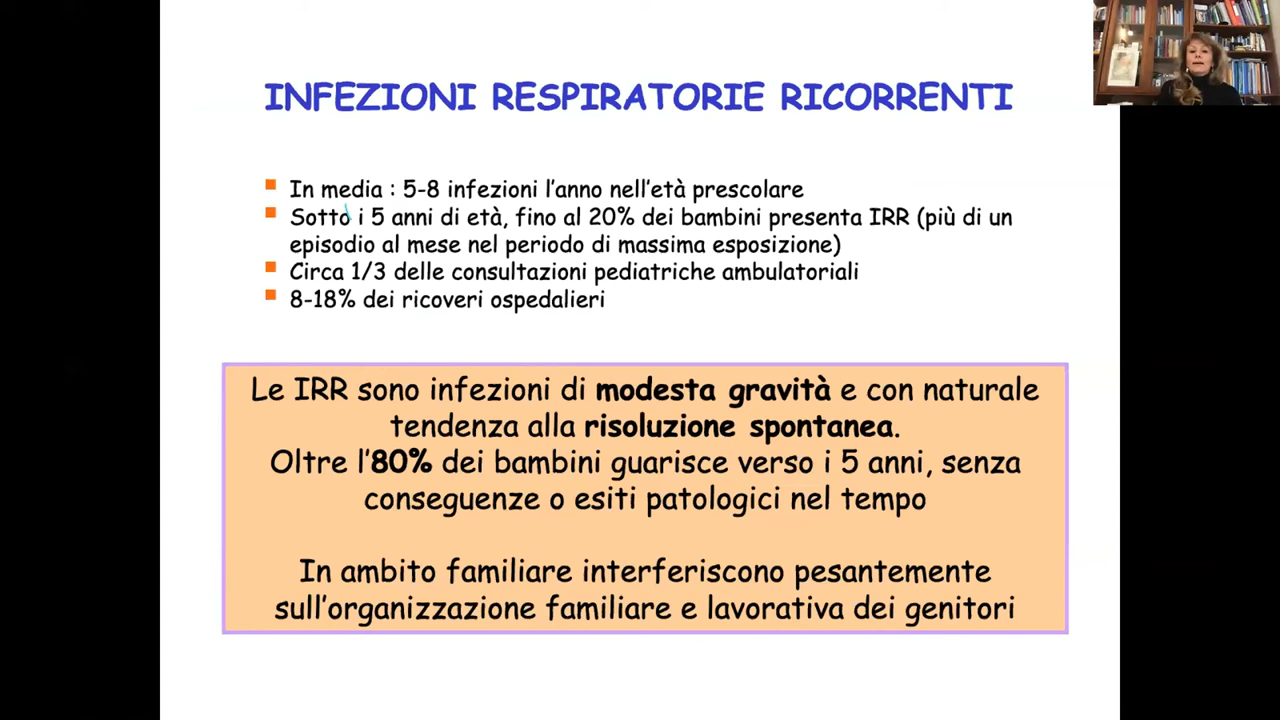 INFEZIONI RESPIRATORIE RICORRENTI
In media : 5-8 infezioni l'anno nell'età prescolare
Sotto i 5 anni di età, fino al 20% dei bambini presenta IRR (più di un
episodio al mese nel periodo di massima esposizione)
Circa 1/3 delle consultazioni pediatriche ambulatoriali
8-18% dei ricoveri ospedalieri
Le IRR sono infezioni di modesta gravità e con naturale
tendenza alla risoluzione spontanea.
Oltre l'80% dei bambini guarisce verso i 5 anni, senza
conseguenze o esiti patologici nel tempo
In ambito familiare interferiscono pesantemente
sull'organizzazione familiare e lavorativa dei genitori